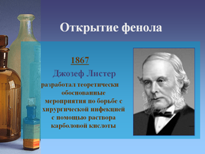 Открытие фенола
1867
Джозеф Листер
разработал теоретически
обоснованные
мероприятия по борьбе с
хирургической инфекцией
с помощью раствора
карболовой кислоты